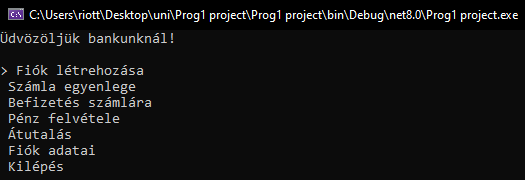 C:\Users\riott\Desktop\uni\Prog1 project\Prog1 project\bin\Debug\net8.0\Prog1 project.exe
Üdvözöljük bankunknál!
> Fiók létrehozása
Számla egyenlege
Befizetés számlára
Pénz felvétele
Átutalás
Fiók adatai
Kilépés